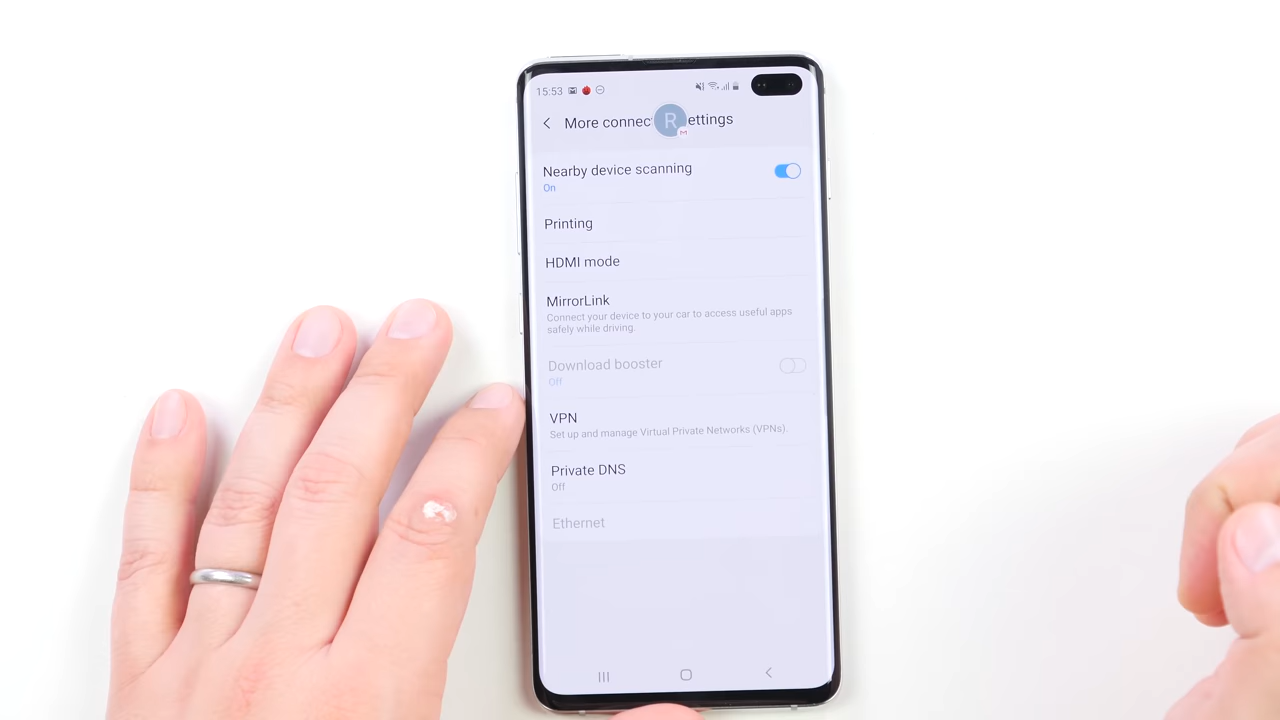 15:53
More connec R ettings
Nearby device scanning
On
Printing
HDMI mode
MirrorLink
Connect your device to your car to access useful apps
safely while driving.
Download booster
Off
VPN
Set up and manage Virtual Private Networks (VPNs).
Private DNS
Off
Ethernet